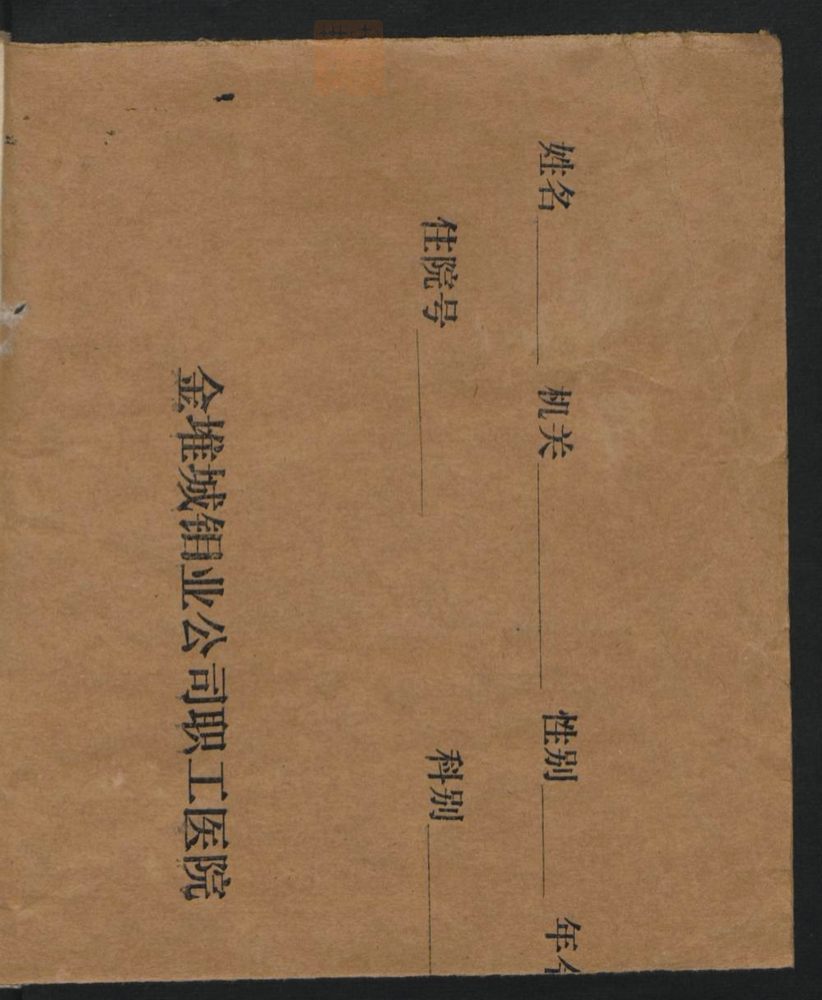 姓名 机关 性别 年
住院号 科别
金堆城钼业公司职工医院